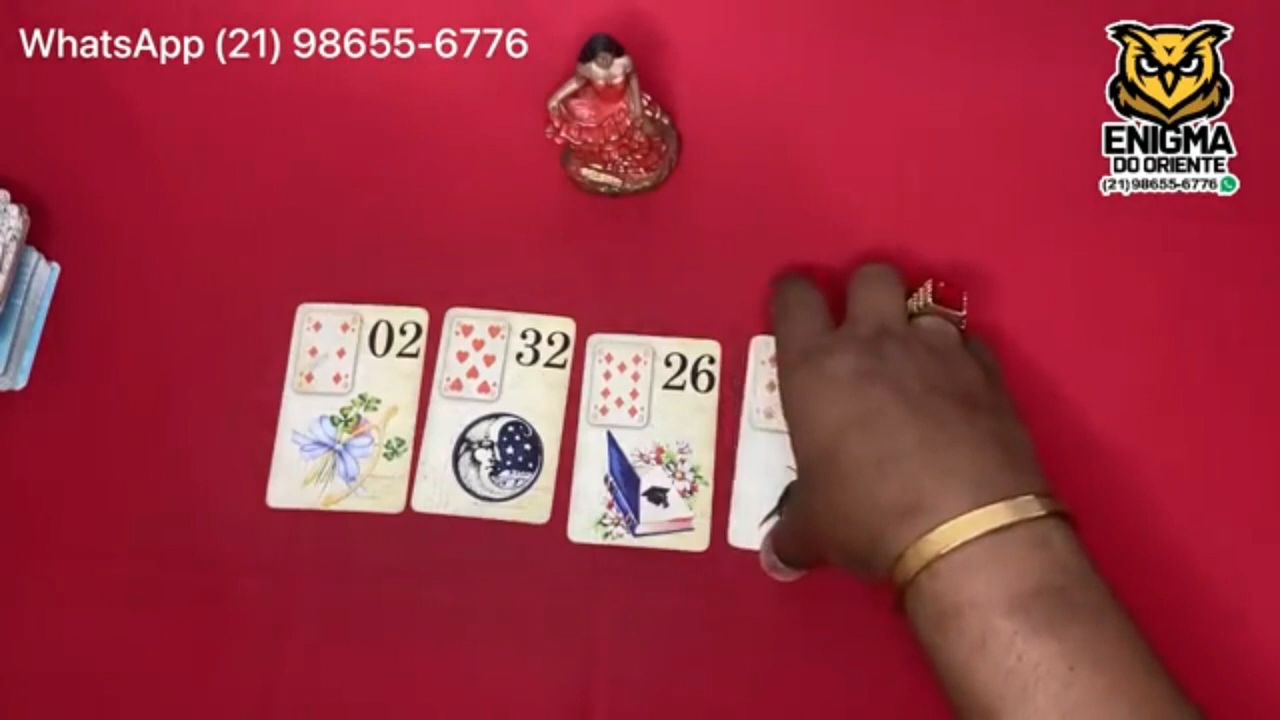 WhatsApp (21) 98655-6776
ENIGMA
DO ORIENTE
(21)98655-6776
02
32
26